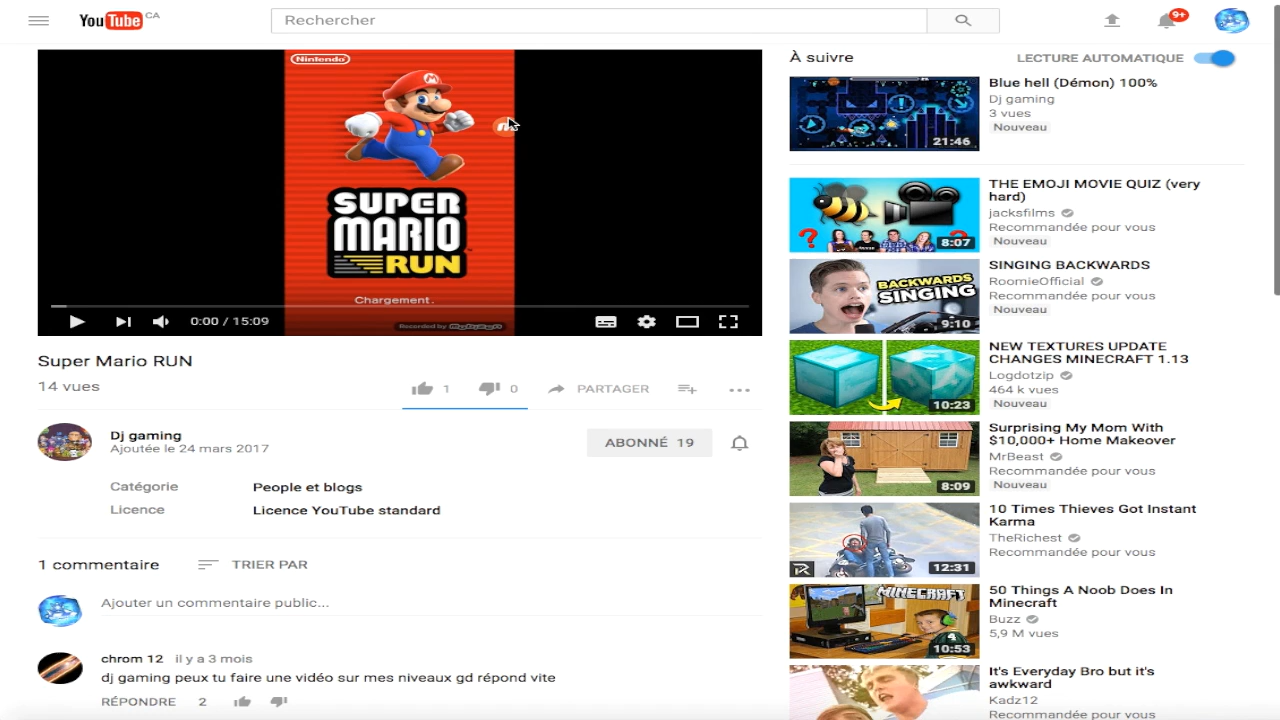 YouTube CA
Rechercher
9+
Nintendo
SUPER
MARIO
RUN
Chargement.
Recorded by Mobizen
0:00 / 15:09
Super Mario RUN
14 vues
1
0
PARTAGER
Dj gaming
Ajoutée le 24 mars 2017
ABONNÉ 19
Catégorie
People et blogs
Licence
Licence YouTube standard
1 commentaire
TRIER PAR
Ajouter un commentaire public...
chrom 12 il y a 3 mois
dj gaming peux tu faire une vidéo sur mes niveaux gd répond vite
RÉPONDRE 2
À suivre
LECTURE AUTOMATIQUE
21:46
Blue hell (Démon) 100%
Dj gaming
3 vues
Nouveau
8:07
THE EMOJI MOVIE QUIZ (very
hard)
jacksfilms
Recommandée pour vous
Nouveau
BACKWARDS
SINGING
9:10
SINGING BACKWARDS
RoomieOfficial
Recommandée pour vous
Nouveau
10:23
NEW TEXTURES UPDATE
CHANGES MINECRAFT 1.13
Logdotzip
464 k vues
Nouveau
8:09
Surprising My Mom With
$10,000+ Home Makeover
MrBeast
Recommandée pour vous
Nouveau
12:31
10 Times Thieves Got Instant
Karma
TheRichest
Recommandée pour vous
MINECRAFT
10:53
50 Things A Noob Does In
Minecraft
Buzz
5,9 M vues
It's Everyday Bro but it's
awkward
Kadz12
Recommandée pour vous